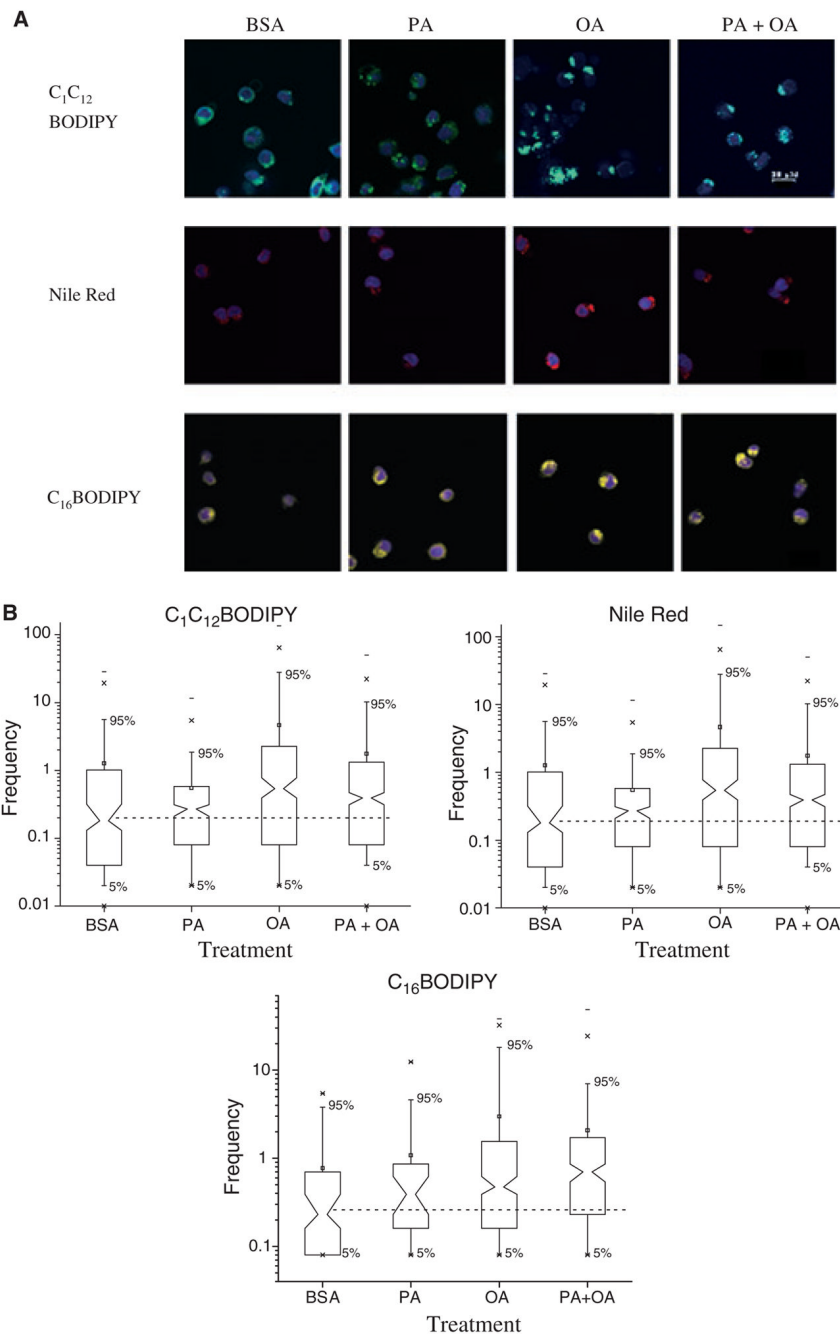 A
BSA PA OA PA + OA
C₁C₁₂
BODIPY
Nile Red
C₁₆BODIPY
B
C₁C₁₂BODIPY
Frequency
100
10
1
0.1
0.01
95% 95% 95% 95%
5% 5% 5% 5%
BSA PA OA PA + OA
Treatment
Nile Red
Frequency
100
10
1
0.1
0.01
95% 95% 95% 95%
5% 5% 5% 5%
BSA PA OA PA + OA
Treatment
C₁₆BODIPY
Frequency
10
1
0.1
95% 95% 95% 95%
5% 5% 5% 5%
BSA PA OA PA+OA
Treatment